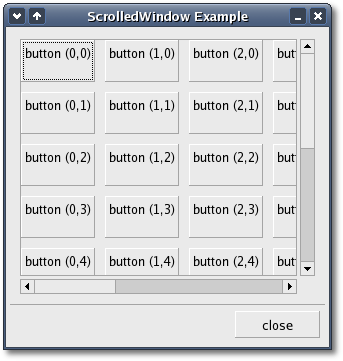 ScrolledWindow Example
button (0,0) button (1,0) button (2,0) butt
button (0,1) button (1,1) button (2,1) butt
button (0,2) button (1,2) button (2,2) butt
button (0,3) button (1,3) button (2,3) butt
button (0,4) button (1,4) button (2,4) butt
close